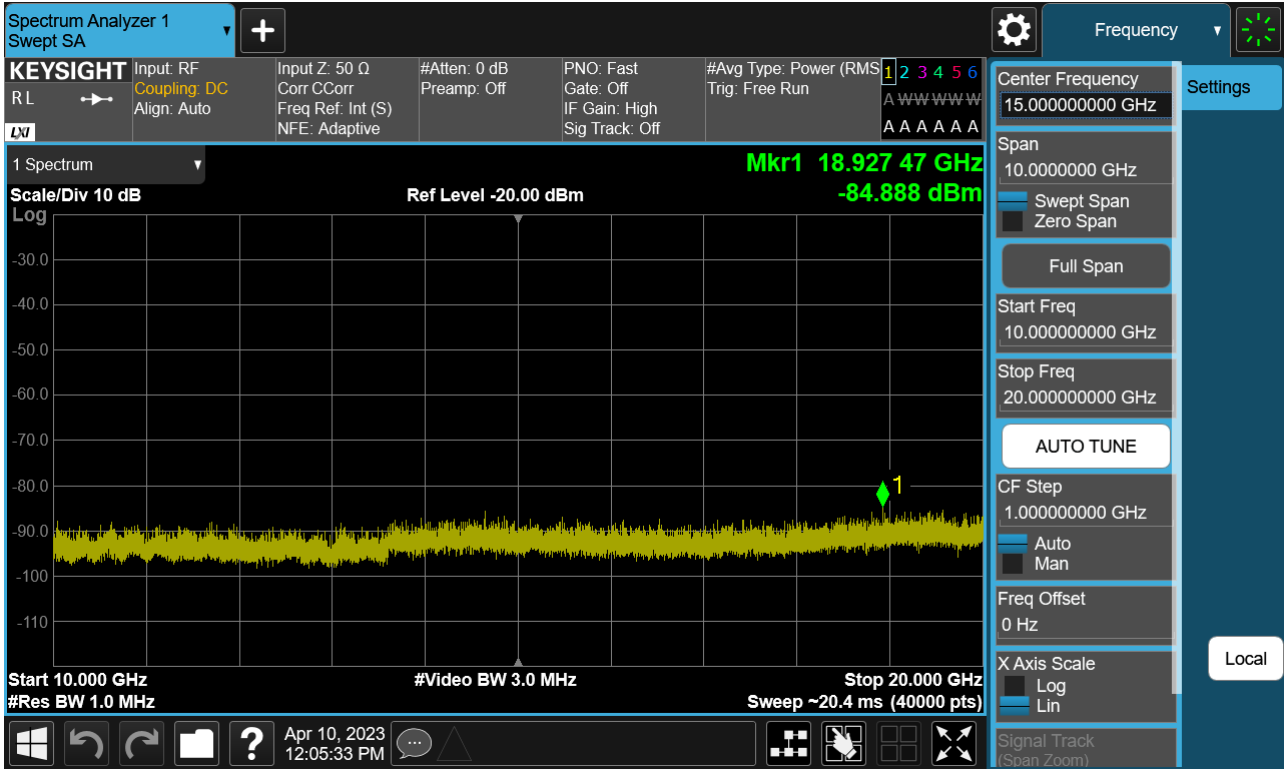 Spectrum Analyzer 1
Swept SA
Frequency
KEYSIGHT
R L
LXI
Input: RF
Coupling: DC
Align: Auto
Input Z: 50 Ω
Corr CCorr
Freq Ref: Int (S)
NFE: Adaptive
#Atten: 0 dB
Preamp: Off
PNO: Fast
Gate: Off
IF Gain: High
Sig Track: Off
#Avg Type: Power (RMS
Trig: Free Run
1 2 3 4 5 6
A W W W W W
A A A A A A
1 Spectrum
Scale/Div 10 dB
Log
Ref Level -20.00 dBm
Mkr1 18.927 47 GHz
-84.888 dBm
-30.0
-40.0
-50.0
-60.0
-70.0
-80.0
-90.0
-100
-110
1
Start 10.000 GHz
#Res BW 1.0 MHz
#Video BW 3.0 MHz
Stop 20.000 GHz
Sweep ~20.4 ms (40000 pts)
Apr 10, 2023
12:05:33 PM
Center Frequency
15.000000000 GHz
Span
10.0000000 GHz
Swept Span
Zero Span
Full Span
Start Freq
10.000000000 GHz
Stop Freq
20.000000000 GHz
AUTO TUNE
CF Step
1.000000000 GHz
Auto
Man
Freq Offset
0 Hz
X Axis Scale
Log
Lin
Signal Track
(Span Zoom)
Settings
Local